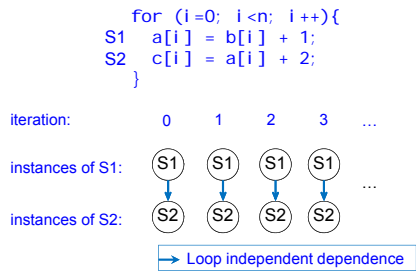 for (i=0; i<n; i++){
S1 a[i] = b[i] + 1;
S2 c[i] = a[i] + 2;
}
iteration: 0 1 2 3 ...
instances of S1: S1 S1 S1 S1 ...
instances of S2: S2 S2 S2 S2
Loop independent dependence